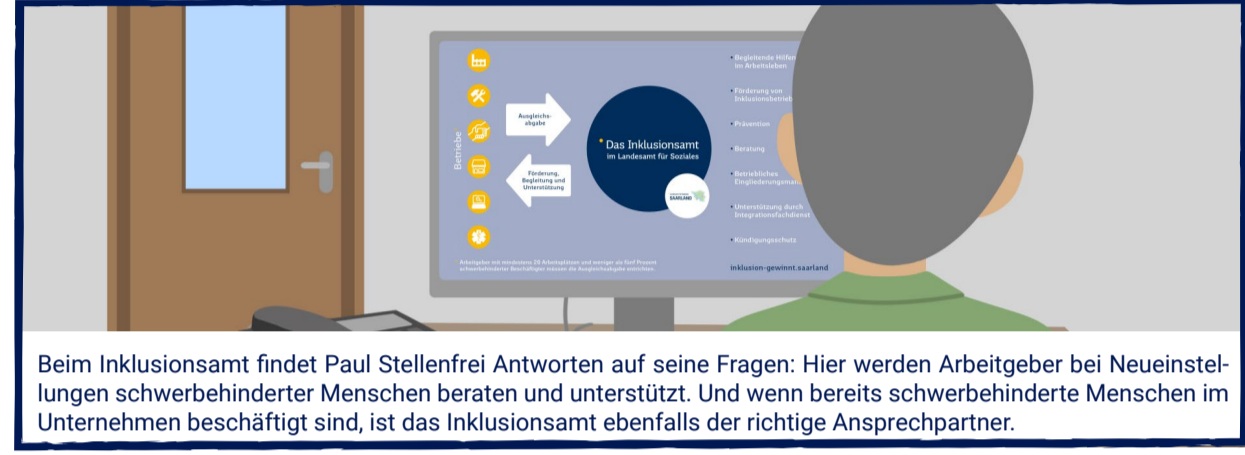 Betriebe
Ausgleichs-
abgabe
Förderung,
Begleitung und
Unterstützung
Das Inklusionsamt
im Landesamt für Soziales
SAARLAND
• Begleitende Hilfen
im Arbeitsleben
• Förderung von
• Prävention
• Beratung
• Betriebliches
• Unterstützung durch
Integrationsfachdienst
• Kündigungsschutz
Arbeitgeber mit mindestens 20 Arbeitsplätzen und weniger als fünf Prozent
schwerbehinderter Beschäftigter müssen die Ausgleichsabgabe entrichten.
inklusion-gewinnt.saarland
Beim Inklusionsamt findet Paul Stellenfrei Antworten auf seine Fragen: Hier werden Arbeitgeber bei Neueinstel-
lungen schwerbehinderter Menschen beraten und unterstützt. Und wenn bereits schwerbehinderte Menschen im
Unternehmen beschäftigt sind, ist das Inklusionsamt ebenfalls der richtige Ansprechpartner.